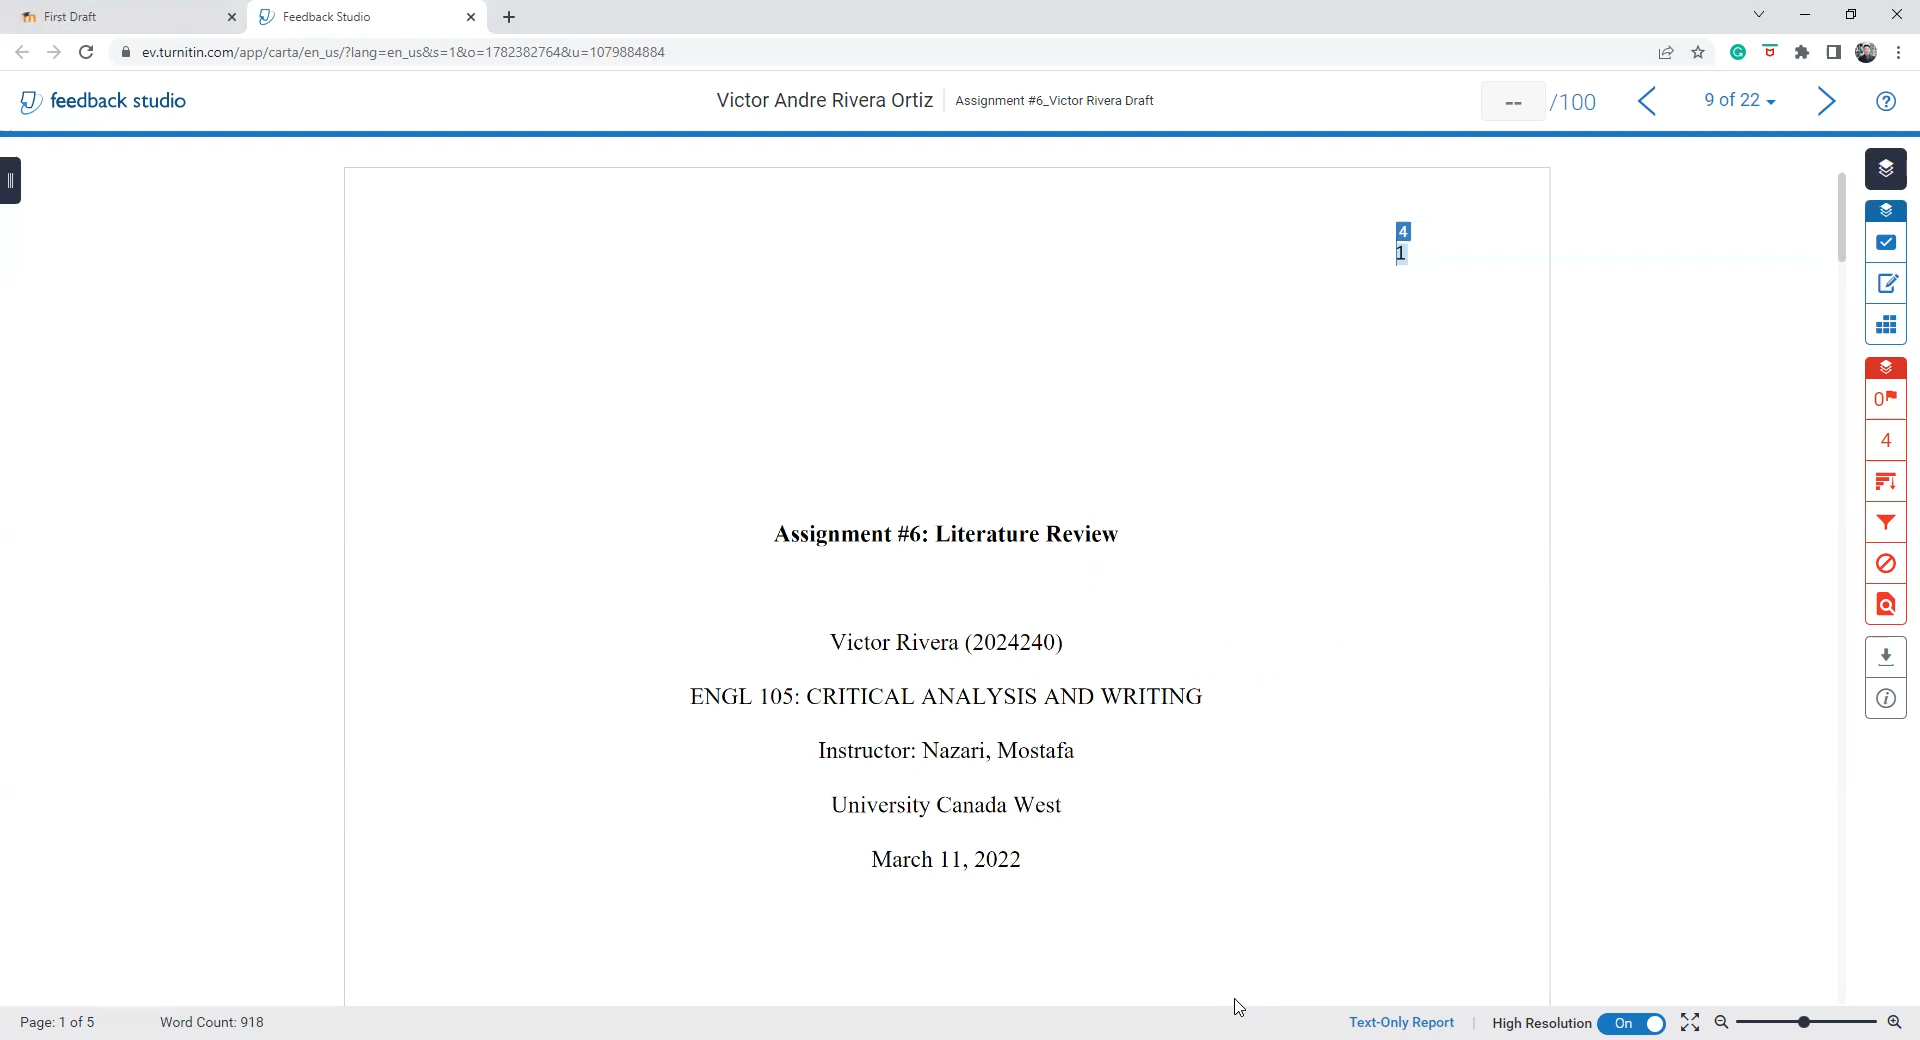 First Draft
Feedback Studio
ev.turnitin.com/app/carta/en_us/?lang=en_us&s=1&o=1782382764&u=1079884884
feedback studio
Victor Andre Rivera Ortiz
Assignment #6_Victor Rivera Draft
-- /100
9 of 22
4
1
0
4
Assignment #6: Literature Review
Victor Rivera (2024240)
ENGL 105: CRITICAL ANALYSIS AND WRITING
Instructor: Nazari, Mostafa
University Canada West
March 11, 2022
Page: 1 of 5
Word Count: 918
Text-Only Report
High Resolution
On